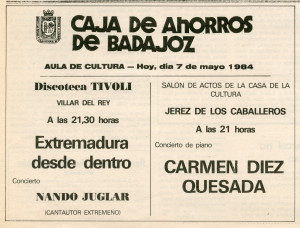 CAJA DE AHORROS
DE BADAJOZ
AULA DE CULTURA — Hoy, dia 7 de mayo 1984
Discoteca TIVOLI
VILLAR DEL REY
A las 21,30 horas
Extremadura
desde dentro
Concierto
NANDO JUGLAR
(CANTAUTOR EXTREMEÑO)
SALON DE ACTOS DE LA CASA DE LA
CULTURA
JEREZ DE LOS CABALLEROS
A las 21 horas
Concierto de piano
CARMEN DIEZ
QUESADA